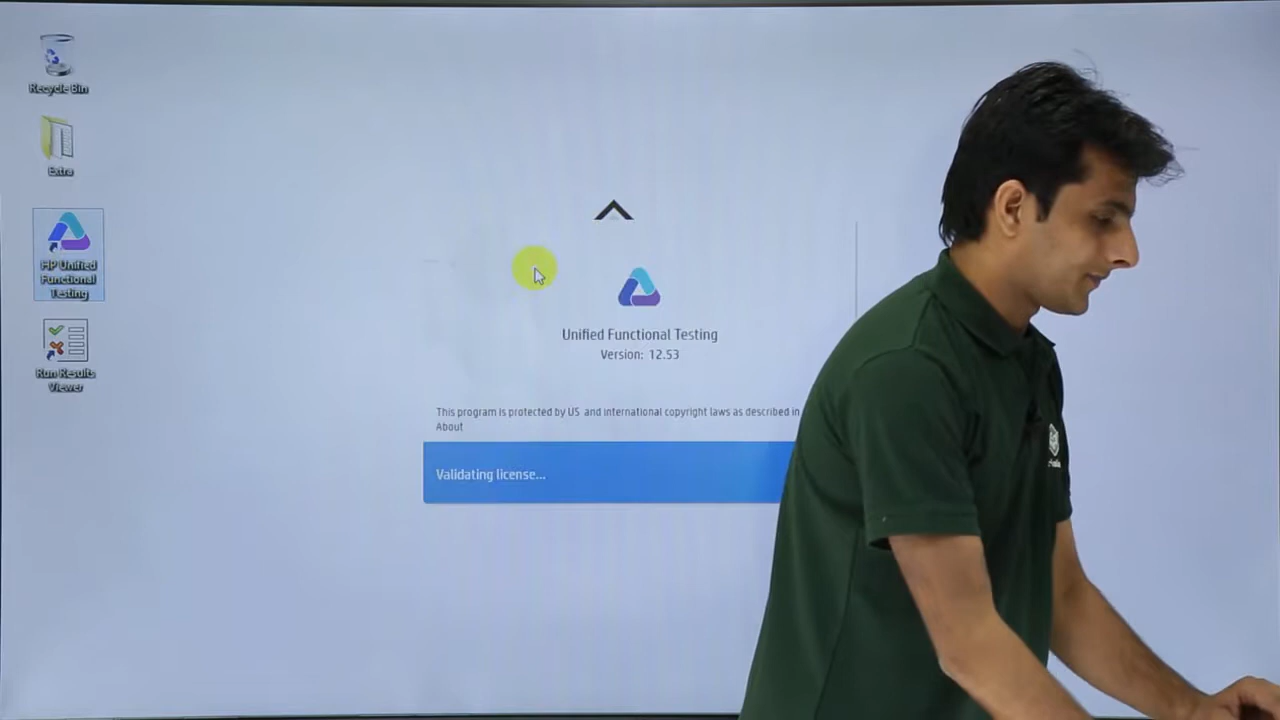 Recycle Bin
Extra
HP Unified
Functional
Testing
Run Results
Viewer
Unified Functional Testing
Version: 12.53
This program is protected by US and international copyright laws as described in
About
Validating license...